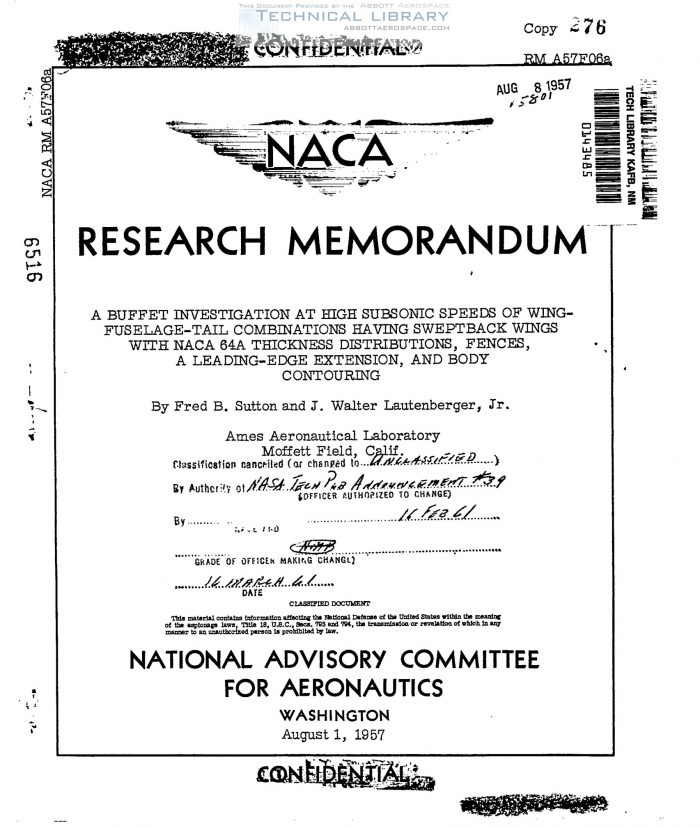 THIS DOCUMENT PROVIDED BY THE ABBOTT AEROSPACE
TECHNICAL LIBRARY
ABBOTTAEROSPACE.COM
CONFIDENTIAL
Copy 276
RM A57F06a
AUG 8 1957
15801
NACA RM A57F06a
TECH LIBRARY KAFB, NM
0143485
NACA
6516
RESEARCH MEMORANDUM
A BUFFET INVESTIGATION AT HIGH SUBSONIC SPEEDS OF WING-
FUSELAGE-TAIL COMBINATIONS HAVING SWEPTBACK WINGS
WITH NACA 64A THICKNESS DISTRIBUTIONS, FENCES,
A LEADING-EDGE EXTENSION, AND BODY
CONTOURING
By Fred B. Sutton and J. Walter Lautenberger, Jr.
Ames Aeronautical Laboratory
Moffett Field, Calif.
Classification cancelled (or changed to UNCLASSIFIED)
By Authority of NASA TECH PUB ANNOUNCEMENT #39
(OFFICER AUTHORIZED TO CHANGE)
By 16 FEB 61
GRADE OF OFFICER MAKING CHANGE)
16 MARCH 61
DATE
CLASSIFIED DOCUMENT
This material contains information affecting the National Defense of the United States within the meaning
of the espionage laws, Title 18, U.S.C., Secs. 793 and 794, the transmission or revelation of which in any
manner to an unauthorized person is prohibited by law.
NATIONAL ADVISORY COMMITTEE
FOR AERONAUTICS
WASHINGTON
August 1, 1957
CONFIDENTIAL